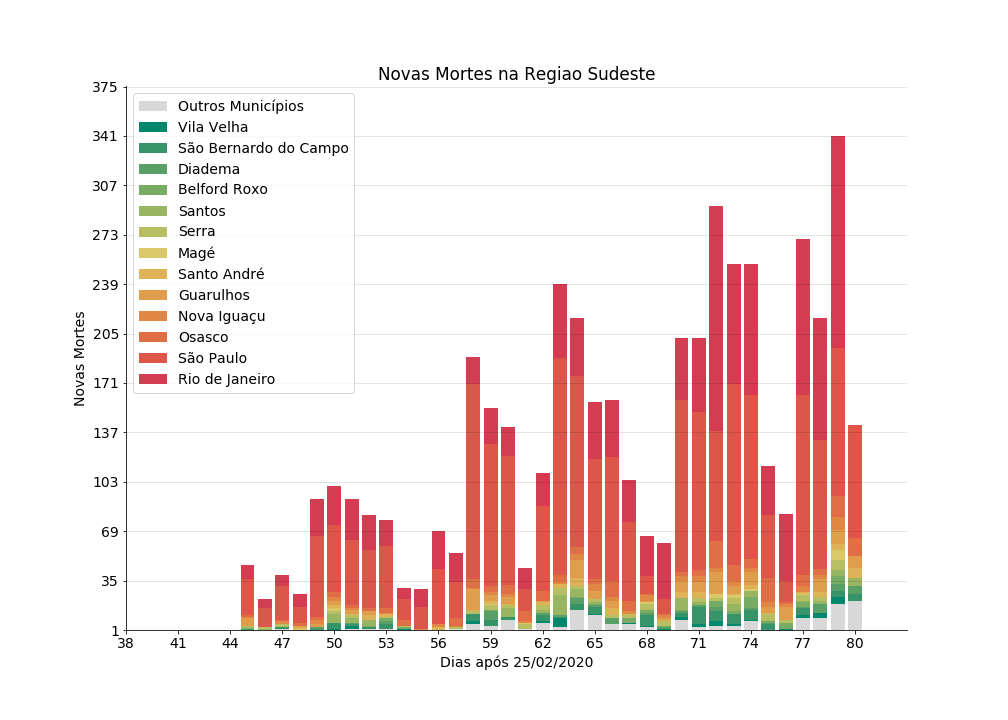 Novas Mortes na Regiao Sudeste
375
341
307
273
239
205
171
137
103
69
35
1
Novas Mortes
Outros Municípios
Vila Velha
São Bernardo do Campo
Diadema
Belford Roxo
Santos
Serra
Magé
Santo André
Guarulhos
Nova Iguaçu
Osasco
São Paulo
Rio de Janeiro
38 41 44 47 50 53 56 59 62 65 68 71 74 77 80
Dias após 25/02/2020